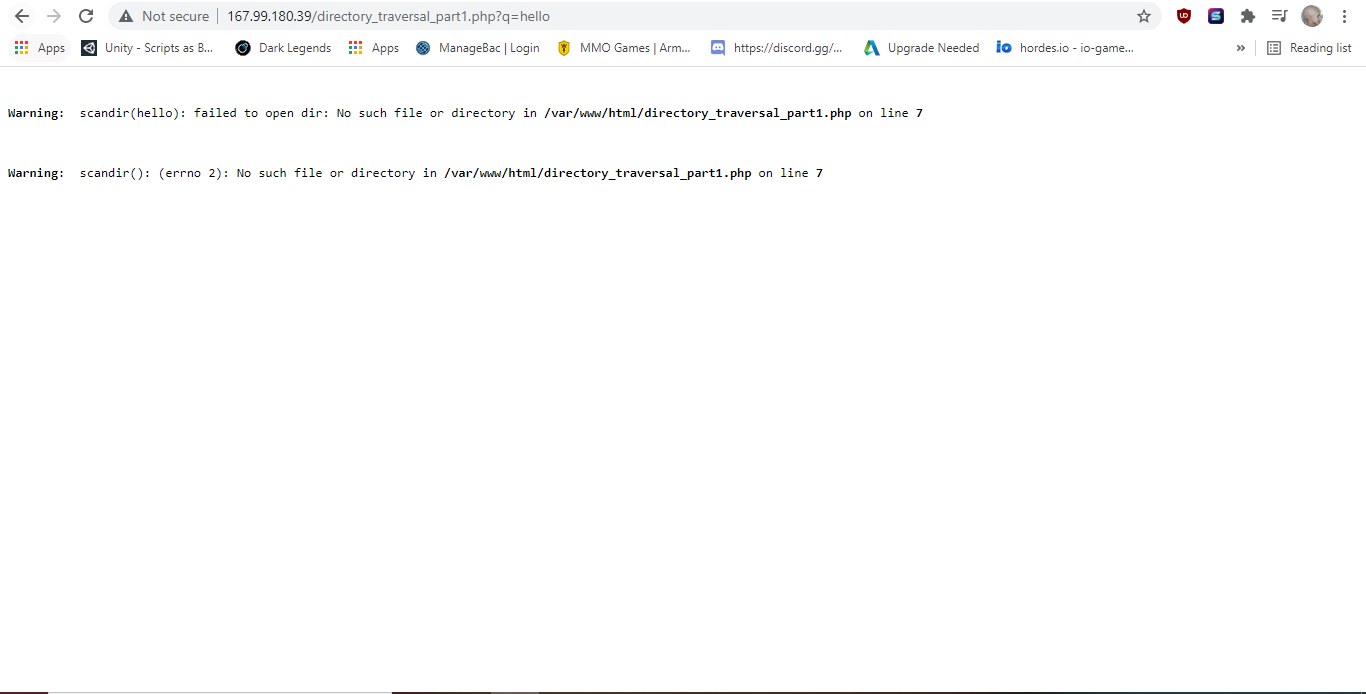 Not secure | 167.99.180.39/directory_traversal_part1.php?q=hello
Apps Unity - Scripts as B... Dark Legends Apps ManageBac | Login MMO Games | Arm... https://discord.gg/... Upgrade Needed io hordes.io - io-game... » Reading list
Warning: scandir(hello): failed to open dir: No such file or directory in /var/www/html/directory_traversal_part1.php on line 7
Warning: scandir(): (errno 2): No such file or directory in /var/www/html/directory_traversal_part1.php on line 7